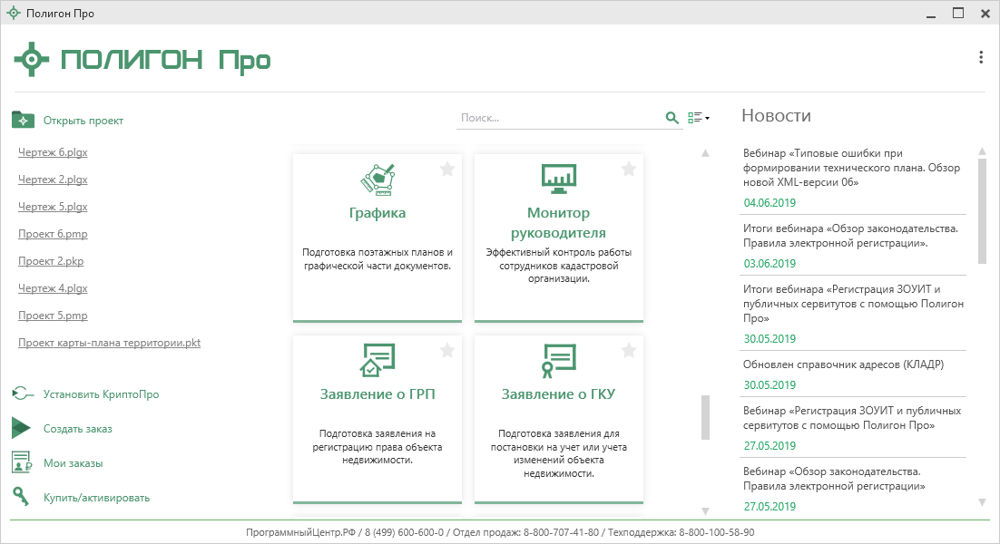 Полигон Про
ПОЛИГОН Про
Открыть проект
Чертеж 6.plgx
Чертеж 2.plgx
Чертеж 5.plgx
Проект 6.pmp
Проект 2.pkp
Чертеж 4.plgx
Проект 5.pmp
Проект карты-плана территории.pkt
Установить КриптоПро
Создать заказ
Мои заказы
Купить/активировать
Поиск...
Графика
Подготовка поэтажных планов и
графической части документов.
Монитор
руководителя
Эффективный контроль работы
сотрудников кадастровой
организации.
Заявление о ГРП
Подготовка заявления на
регистрацию права объекта
недвижимости.
Заявление о ГКУ
Подготовка заявления для
постановки на учет или учета
изменений объекта
недвижимости.
Новости
Вебинар «Типовые ошибки при
формировании технического плана. Обзор
новой XML-версии 06»
04.06.2019
Итоги вебинара «Обзор законодательства.
Правила электронной регистрации».
03.06.2019
Итоги вебинара «Регистрация ЗОУИТ и
публичных сервитутов с помощью Полигон
Про»
30.05.2019
Обновлен справочник адресов (КЛАДР)
30.05.2019
Вебинар «Регистрация ЗОУИТ и публичных
сервитутов с помощью Полигон Про»
27.05.2019
Вебинар «Обзор законодательства.
Правила электронной регистрации»
27.05.2019
ПрограммныйЦентр.РФ / 8 (499) 600-600-0 / Отдел продаж: 8-800-707-41-80 / Техподдержка: 8-800-100-58-90